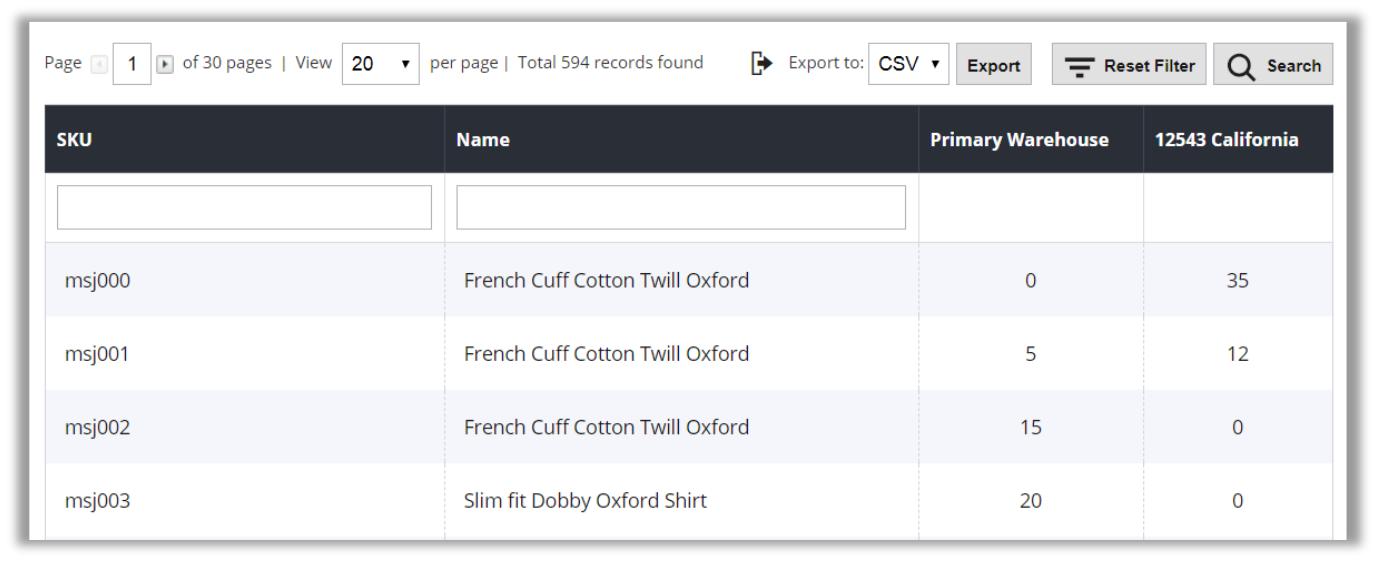 Page 1 of 30 pages | View 20 per page | Total 594 records found Export to: CSV Export Reset Filter Search
SKU Name Primary Warehouse 12543 California
msj000 French Cuff Cotton Twill Oxford 0 35
msj001 French Cuff Cotton Twill Oxford 5 12
msj002 French Cuff Cotton Twill Oxford 15 0
msj003 Slim fit Dobby Oxford Shirt 20 0